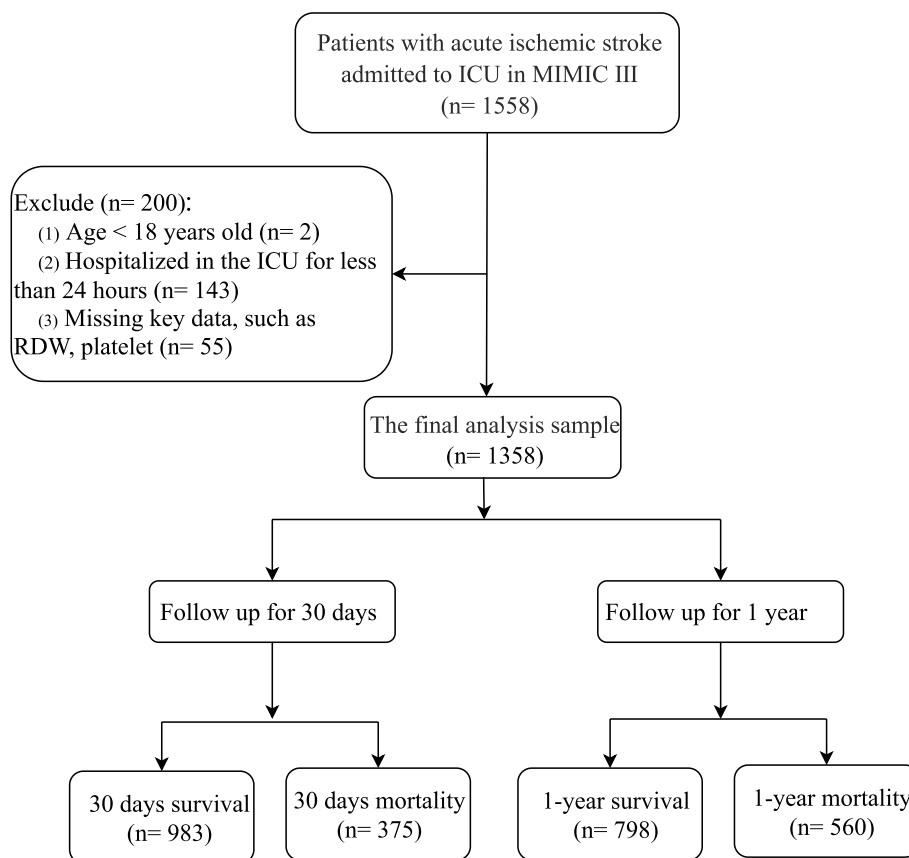 Patients with acute ischemic stroke
admitted to ICU in MIMIC III
(n= 1558)
Exclude (n= 200):
(1) Age < 18 years old (n= 2)
(2) Hospitalized in the ICU for less
than 24 hours (n= 143)
(3) Missing key data, such as
RDW, platelet (n= 55)
The final analysis sample
(n= 1358)
Follow up for 30 days
Follow up for 1 year
30 days survival
(n= 983)
30 days mortality
(n= 375)
1-year survival
(n= 798)
1-year mortality
(n= 560)